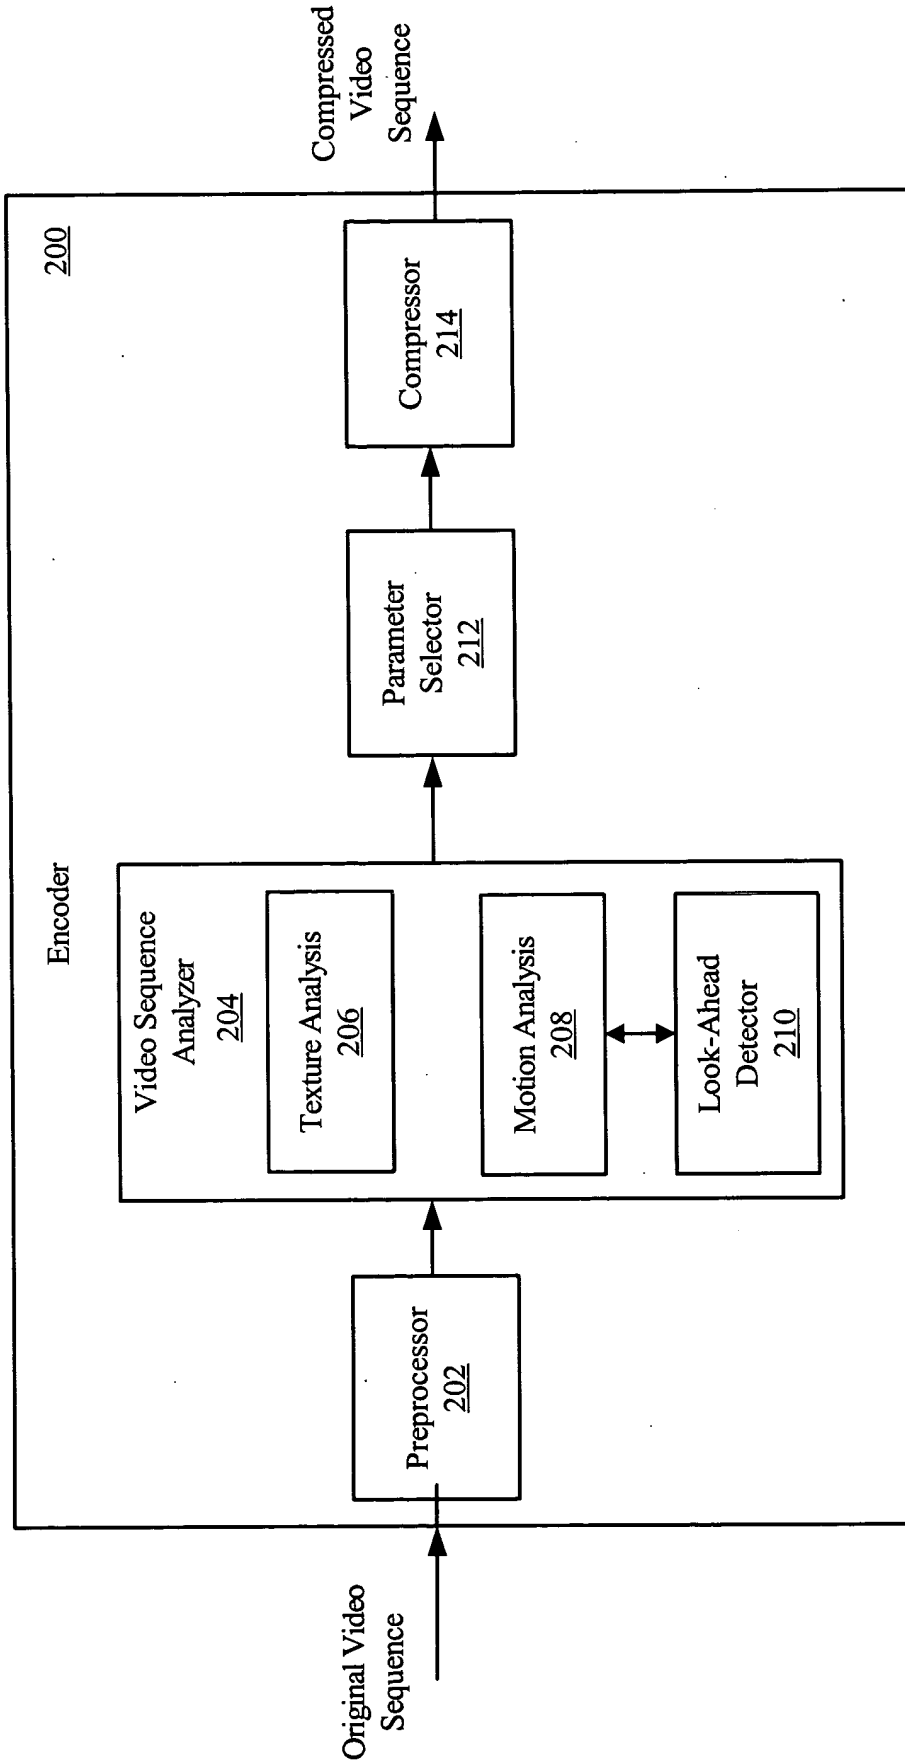 Encoder
200
Original Video
Sequence
Preprocessor
202
Video Sequence
Analyzer
204
Texture Analysis
206
Motion Analysis
208
Look-Ahead
Detector
210
Parameter
Selector
212
Compressor
214
Compressed
Video
Sequence